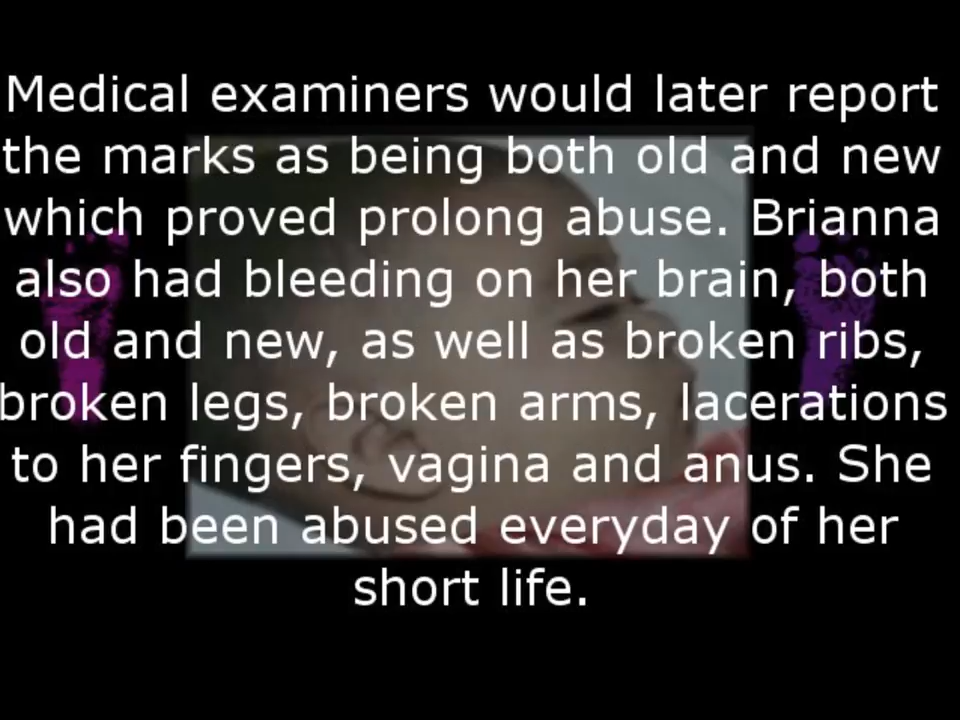 Medical examiners would later report
the marks as being both old and new
which proved prolong abuse. Brianna
also had bleeding on her brain, both
old and new, as well as broken ribs,
broken legs, broken arms, lacerations
to her fingers, vagina and anus. She
had been abused everyday of her
short life.